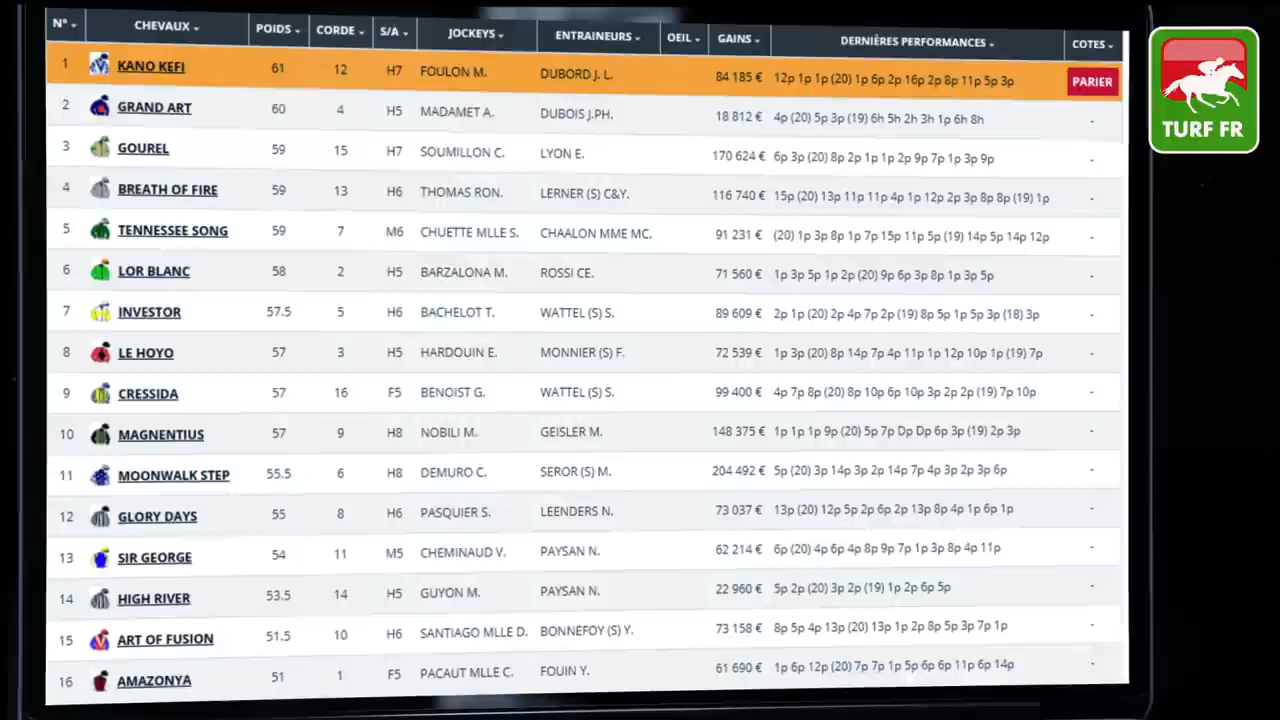 N° CHEVAUX POIDS CORDE S/A JOCKEYS ENTRAINEURS OEIL GAINS DERNIÈRES PERFORMANCES COTES
1 KANO KEFI 61 12 H7 FOULON M. DUBORD J. L. 84 185 € 12p 1p 1p (20) 1p 6p 2p 16p 2p 8p 11p 5p 3p PARIER
2 GRAND ART 60 4 H5 MADAMET A. DUBOIS J.PH. 18 812 € 4p (20) 5p 3p (19) 6h 5h 2h 3h 1p 6h 8h -
3 GOUREL 59 15 H7 SOUMILLON C. LYON E. 170 624 € 6p 3p (20) 8p 2p 1p 1p 2p 9p 7p 1p 3p 9p -
4 BREATH OF FIRE 59 13 H6 THOMAS RON. LERNER (S) C&Y. 116 740 € 15p (20) 13p 11p 11p 4p 1p 12p 2p 3p 8p 8p (19) 1p -
5 TENNESSEE SONG 59 7 M6 CHUETTE MLLE S. CHAALON MME MC. 91 231 € (20) 1p 3p 8p 1p 7p 15p 11p 5p (19) 14p 5p 14p 12p -
6 LOR BLANC 58 2 H5 BARZALONA M. ROSSI CE. 71 560 € 1p 3p 5p 1p 2p (20) 9p 6p 3p 8p 1p 3p 5p -
7 INVESTOR 57.5 5 H6 BACHELOT T. WATTEL (S) S. 89 609 € 2p 1p (20) 2p 4p 7p 2p (19) 8p 5p 1p 5p 3p (18) 3p -
8 LE HOYO 57 3 H5 HARDOUIN E. MONNIER (S) F. 72 539 € 1p 3p (20) 8p 14p 7p 4p 11p 1p 12p 10p 1p (19) 7p -
9 CRESSIDA 57 16 F5 BENOIST G. WATTEL (S) S. 99 400 € 4p 7p 8p (20) 8p 10p 6p 10p 3p 2p 2p (19) 7p 10p -
10 MAGNENTIUS 57 9 H8 NOBILI M. GEISLER M. 148 375 € 1p 1p 1p 9p (20) 5p 7p Dp Dp 6p 3p (19) 2p 3p -
11 MOONWALK STEP 55.5 6 H8 DEMURO C. SEROR (S) M. 204 492 € 5p (20) 3p 14p 3p 2p 14p 7p 4p 3p 2p 3p 6p -
12 GLORY DAYS 55 8 H6 PASQUIER S. LEENDERS N. 73 037 € 13p (20) 12p 5p 2p 6p 2p 13p 8p 4p 1p 6p 1p -
13 SIR GEORGE 54 11 M5 CHEMINAUD V. PAYSAN N. 62 214 € 6p (20) 4p 6p 4p 8p 9p 7p 1p 3p 8p 4p 11p -
14 HIGH RIVER 53.5 14 H5 GUYON M. PAYSAN N. 22 960 € 5p 2p (20) 3p 2p (19) 1p 2p 6p 5p -
15 ART OF FUSION 51.5 10 H6 SANTIAGO MLLE D. BONNEFOY (S) Y. 73 158 € 8p 5p 4p 13p (20) 13p 1p 2p 8p 5p 3p 7p 1p -
16 AMAZONYA 51 1 F5 PACAUT MLLE C. FOUIN Y. 61 690 € 1p 6p 12p (20) 7p 7p 1p 5p 6p 6p 11p 6p 14p -
TURF FR